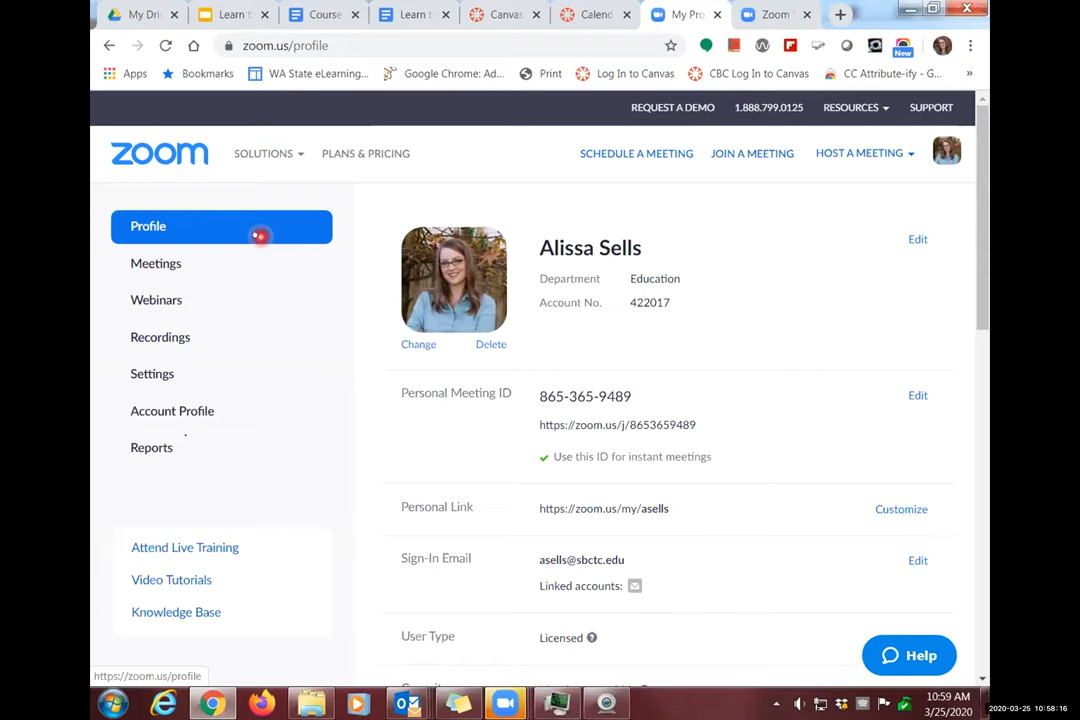 My Dri
Learn t
Course
Learn t
Canvas
Calend
My Pro
Zoom
zoom.us/profile
New
Apps
Bookmarks
WA State eLearning...
Google Chrome: Ad...
Print
Log In to Canvas
CBC Log In to Canvas
CC Attribute-ify - G...
»
REQUEST A DEMO
1.888.799.0125
RESOURCES
SUPPORT
zoom
SOLUTIONS
PLANS & PRICING
SCHEDULE A MEETING
JOIN A MEETING
HOST A MEETING
Profile
Meetings
Webinars
Recordings
Settings
Account Profile
Reports
Attend Live Training
Video Tutorials
Knowledge Base
Alissa Sells
Edit
Department Education
Account No. 422017
Change Delete
Personal Meeting ID 865-365-9489 Edit
https://zoom.us/j/8653659489
Use this ID for instant meetings
Personal Link https://zoom.us/my/asells Customize
Sign-In Email asells@sbctc.edu Edit
Linked accounts:
User Type Licensed
Help
https://zoom.us/profile
10:59 AM
3/25/2020
2020-03-25 10:58:16